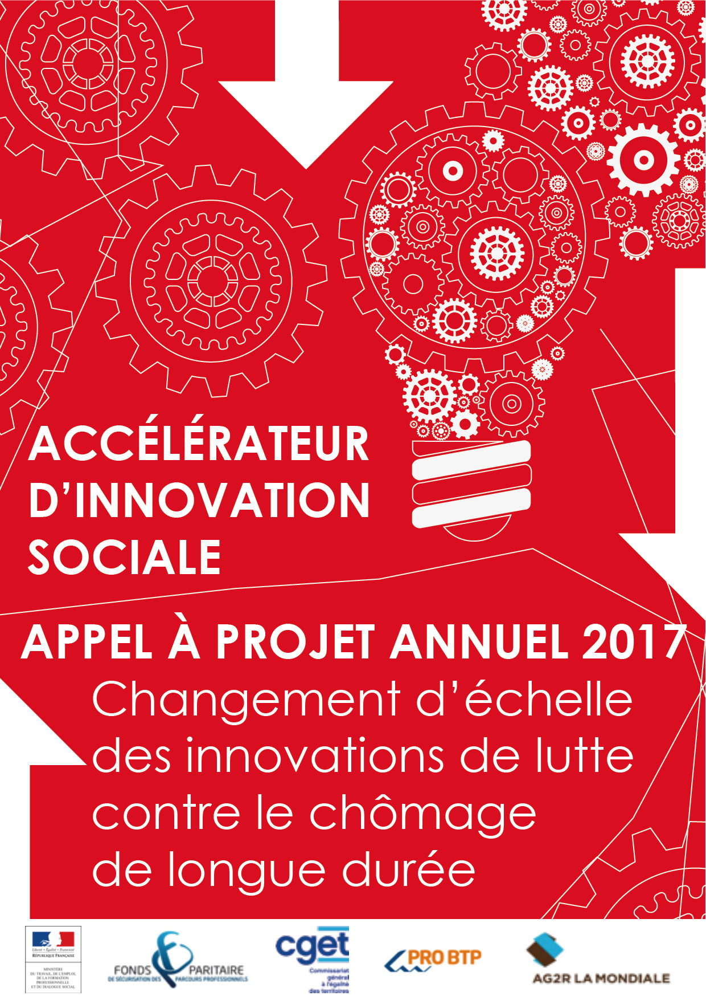 ACCÉLÉRATEUR
D’INNOVATION
SOCIALE
APPEL À PROJET ANNUEL 2017
Changement d’échelle
des innovations de lutte
contre le chômage
de longue durée
Liberté • Égalité • Fraternité
RÉPUBLIQUE FRANÇAISE
MINISTÈRE
DU TRAVAIL, DE L'EMPLOI,
DE LA FORMATION
PROFESSIONNELLE
ET DU DIALOGUE SOCIAL
FONDS PARITAIRE
DE SÉCURISATION DES PARCOURS PROFESSIONNELS
cget
Commissariat
général
à l'égalité
des territoires
PRO BTP
AG2R LA MONDIALE